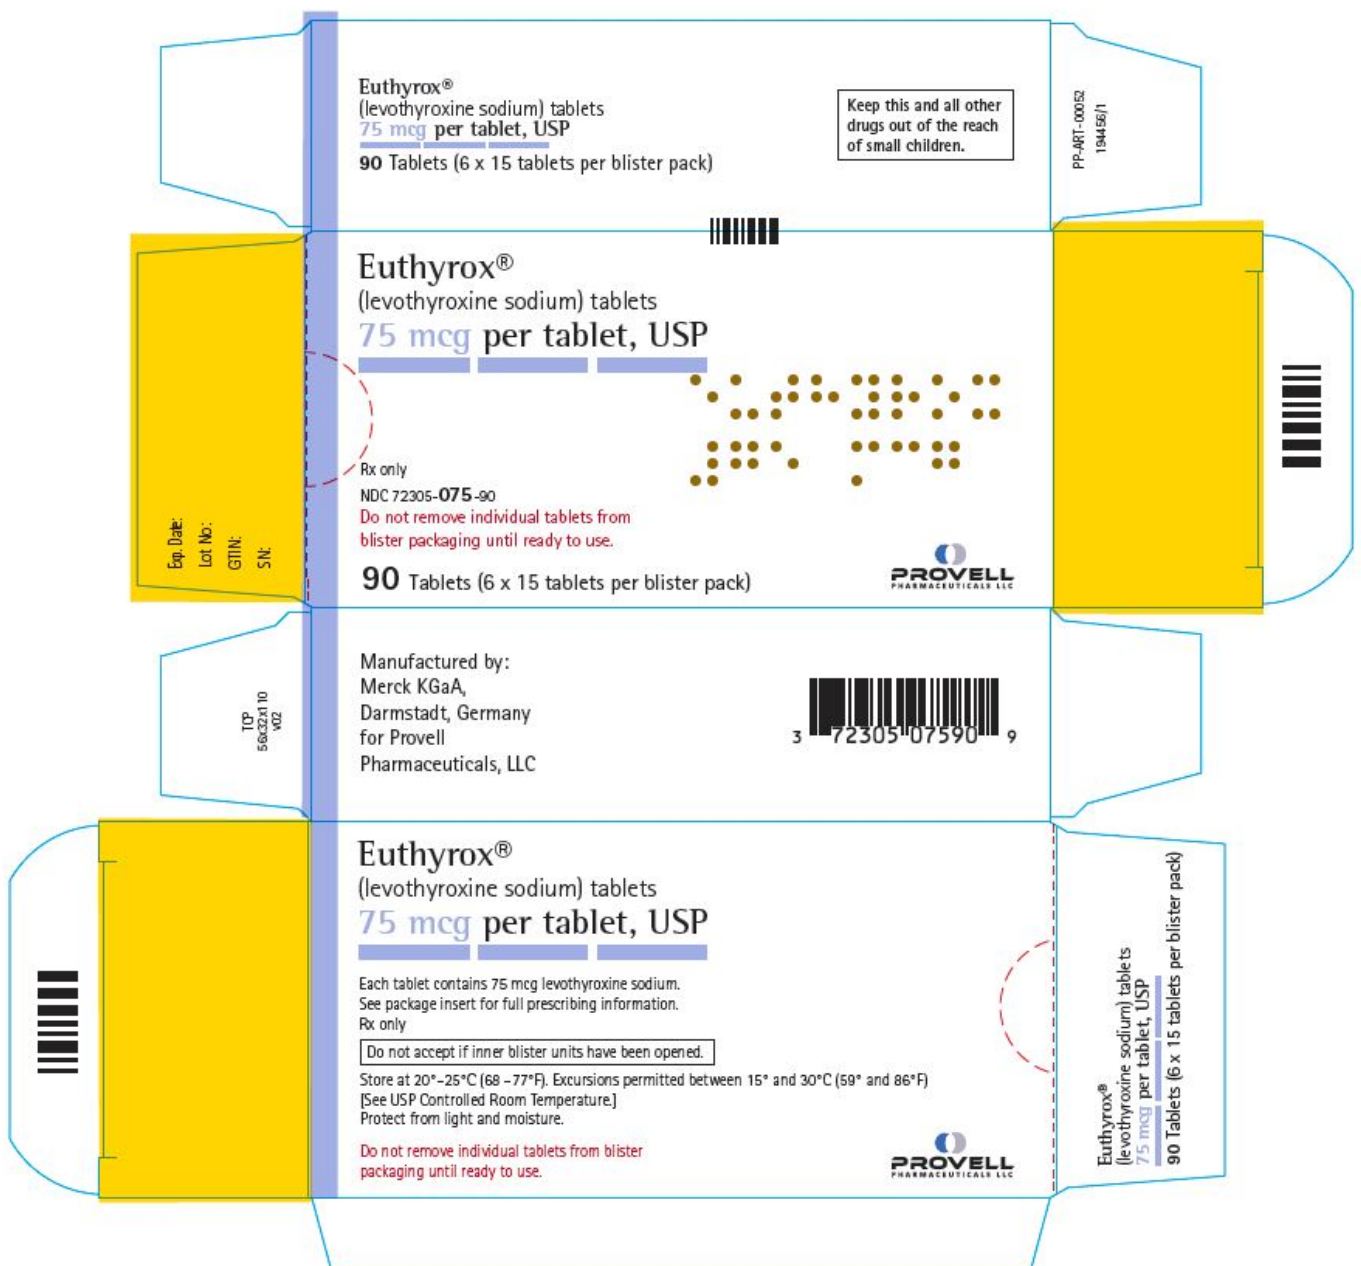 Euthyrox®
(levothyroxine sodium) tablets
75 mcg per tablet, USP
90 Tablets (6 x 15 tablets per blister pack)
Keep this and all other
drugs out of the reach
of small children.
PP-ART-00052
194456/1
Euthyrox®
(levothyroxine sodium) tablets
75 mcg per tablet, USP
Rx only
NDC 72305-075-90
Do not remove individual tablets from
blister packaging until ready to use.
90 Tablets (6 x 15 tablets per blister pack)
PROVELL
PHARMACEUTICALS LLC
Exp. Date:
Lot No:
GTIN:
SN:
TCP
56x32x110
v02
Manufactured by:
Merck KGaA,
Darmstadt, Germany
for Provell
Pharmaceuticals, LLC
3 72305 07590 9
Euthyrox®
(levothyroxine sodium) tablets
75 mcg per tablet, USP
Each tablet contains 75 mcg levothyroxine sodium.
See package insert for full prescribing information.
Rx only
Do not accept if inner blister units have been opened.
Store at 20°–25°C (68 –77°F). Excursions permitted between 15° and 30°C (59° and 86°F)
[See USP Controlled Room Temperature.]
Protect from light and moisture.
Do not remove individual tablets from blister
packaging until ready to use.
PROVELL
PHARMACEUTICALS LLC
Euthyrox®
(levothyroxine sodium) tablets
75 mcg per tablet, USP
90 Tablets (6 x 15 tablets per blister pack)